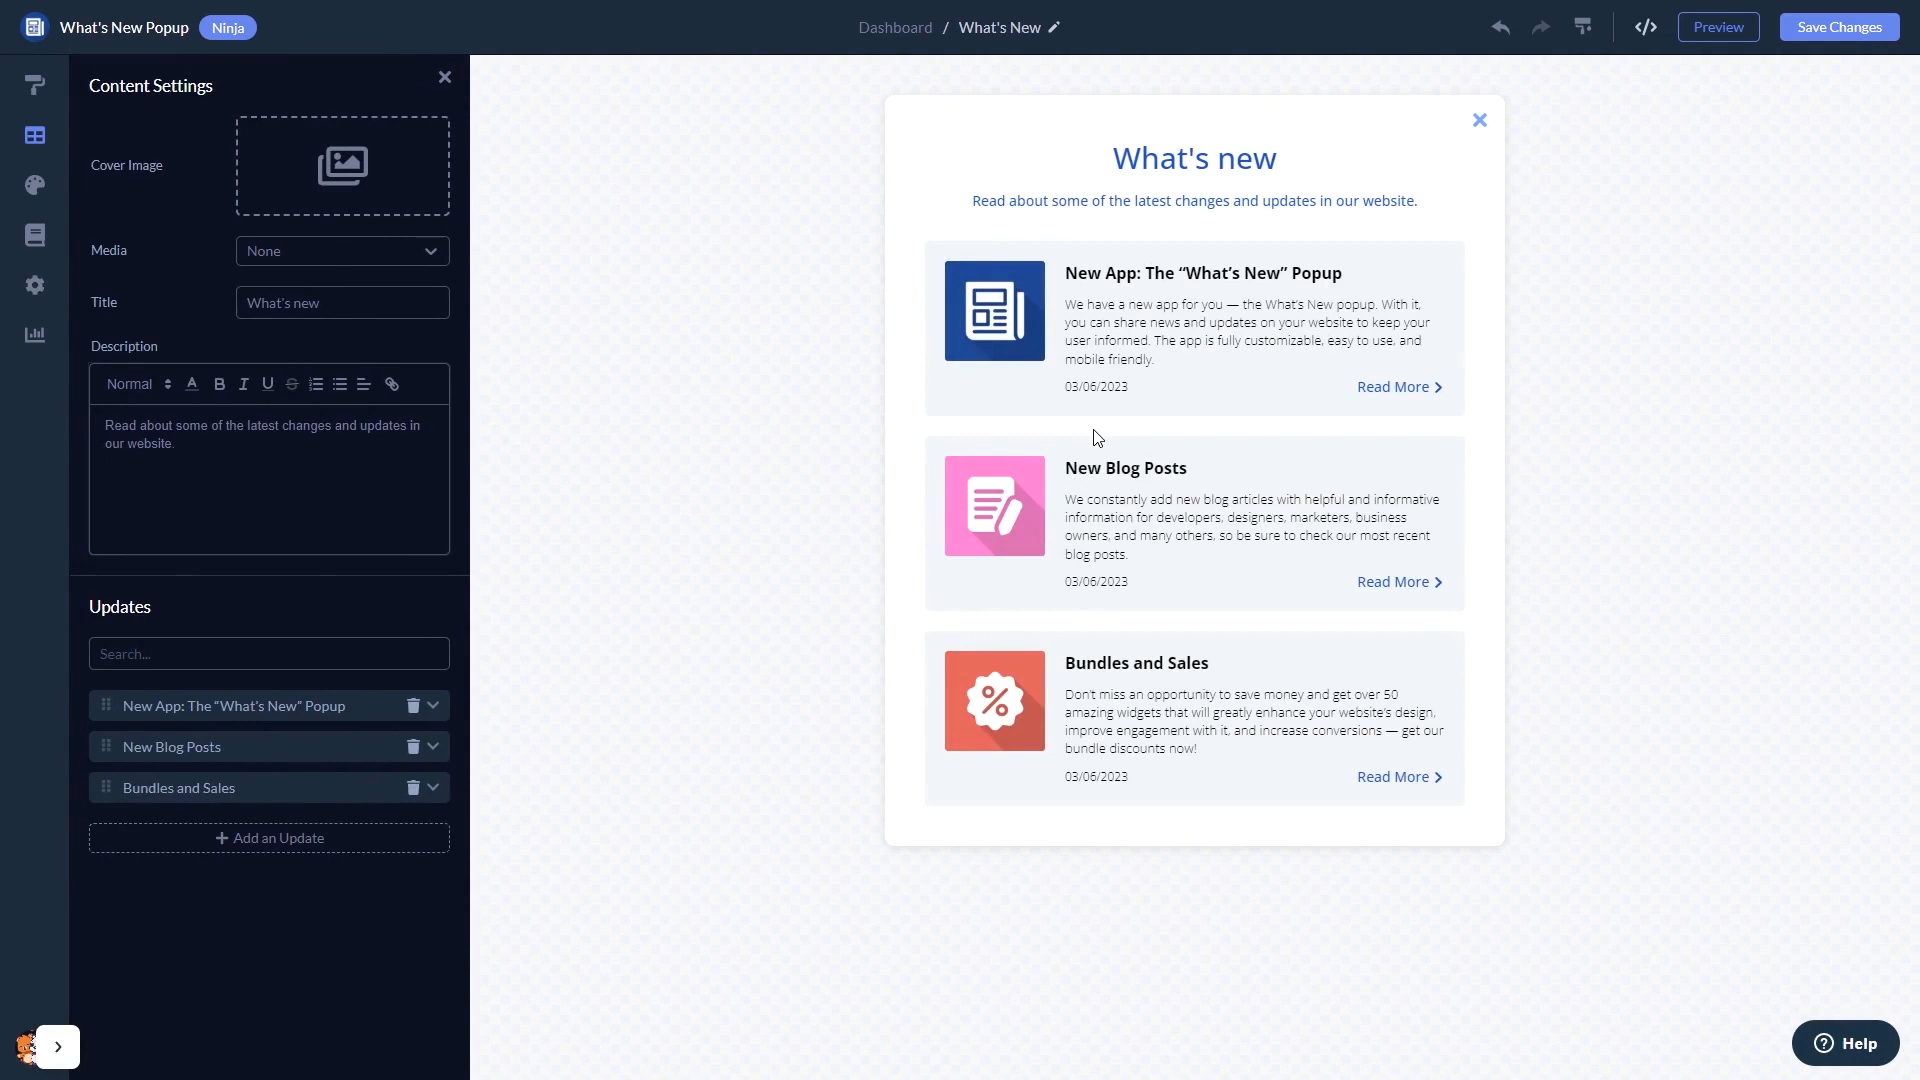 What's New Popup
Ninja
Dashboard / What's New
Preview
Save Changes
Content Settings
Cover Image
Media
None
Title
What's new
Description
Normal
Read about some of the latest changes and updates in
our website.
Updates
Search...
New App: The “What's New” Popup
New Blog Posts
Bundles and Sales
Add an Update
What's new
Read about some of the latest changes and updates in our website.
New App: The “What’s New” Popup
We have a new app for you — the What's New popup. With it,
you can share news and updates on your website to keep your
user informed. The app is fully customizable, easy to use, and
mobile friendly.
03/06/2023
Read More
New Blog Posts
We constantly add new blog articles with helpful and informative
information for developers, designers, marketers, business
owners, and many others, so be sure to check our most recent
blog posts.
03/06/2023
Read More
Bundles and Sales
Don't miss an opportunity to save money and get over 50
amazing widgets that will greatly enhance your website's design,
improve engagement with it, and increase conversions — get our
bundle discounts now!
03/06/2023
Read More
Help